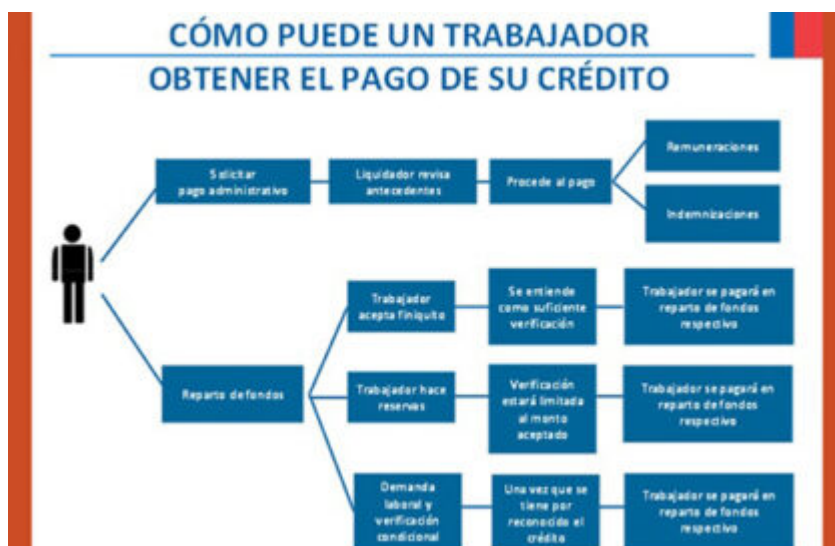 CÓMO PUEDE UN TRABAJADOR
OBTENER EL PAGO DE SU CRÉDITO
Solicitar
pago administrativo
Liquidador revisa
antecedentes
Procede al pago
Remuneraciones
Indemnizaciones
Reparto de fondos
Trabajador
acepta finiquito
Se entiende
como suficiente
verificación
Trabajador se pagará en
reparto de fondos
respectivo
Trabajador hace
reservas
Verificación
estará limitada
al monto
aceptado
Trabajador se pagará en
reparto de fondos
respectivo
Demanda
laboral y
verificación
condicional
Una vez que se
tiene por
reconocido el
crédito
Trabajador se pagará en
reparto de fondos
respectivo